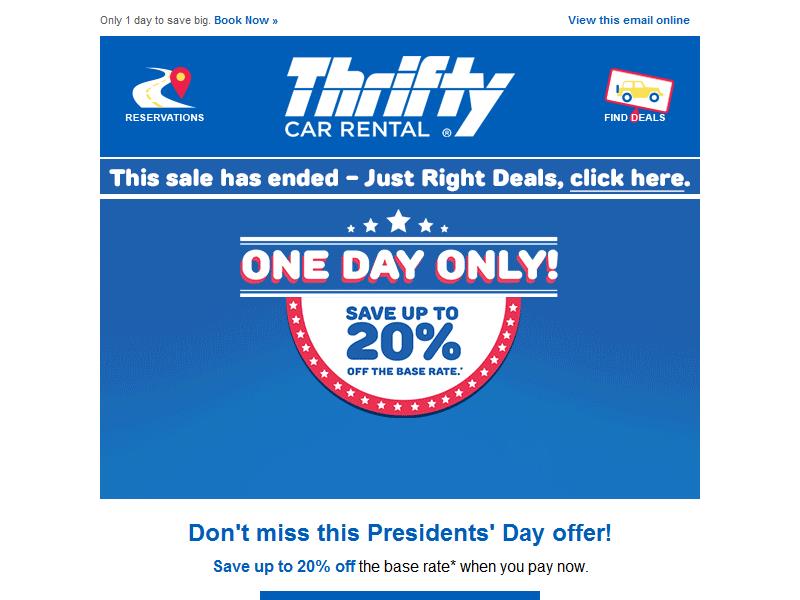 Only 1 day to save big. Book Now »
View this email online
RESERVATIONS
Thrifty
CAR RENTAL ®
FIND DEALS
This sale has ended – Just Right Deals, click here.
ONE DAY ONLY!
SAVE UP TO
20%
OFF THE BASE RATE.*
Don't miss this Presidents' Day offer!
Save up to 20% off the base rate* when you pay now.